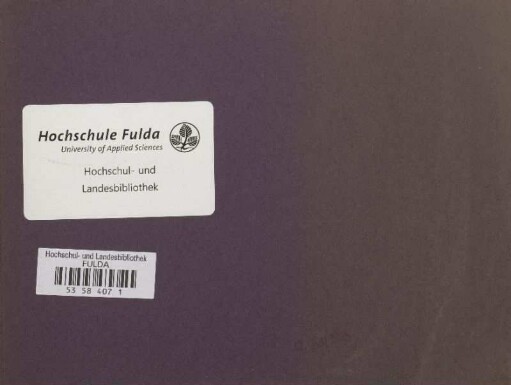 Hochschule Fulda
University of Applied Sciences
Hochschul- und
Landesbibliothek
Hochschul- und Landesbibliothek
FULDA
53 58 407 1